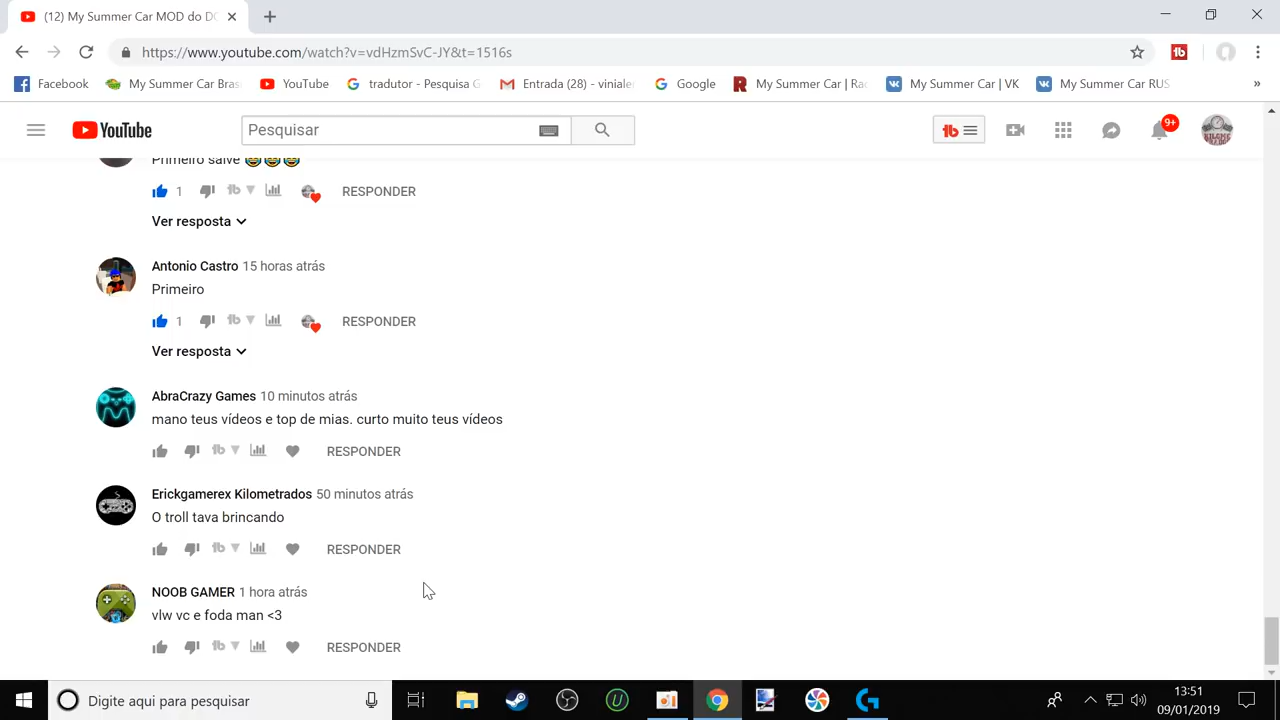 (12) My Summer Car MOD do DO
https://www.youtube.com/watch?v=vdHzmSvC-JY&t=1516s
Facebook My Summer Car Bras YouTube tradutor - Pesquisa G Entrada (28) - vinialer Google My Summer Car | Rac My Summer Car | VK My Summer Car RUS »
YouTube Pesquisar 9+
Primeiro salve
1 RESPONDER
Ver resposta
Antonio Castro 15 horas atrás
Primeiro
1 RESPONDER
Ver resposta
AbraCrazy Games 10 minutos atrás
mano teus vídeos e top de mias. curto muito teus vídeos
RESPONDER
Erickgamerex Kilometrados 50 minutos atrás
O troll tava brincando
RESPONDER
NOOB GAMER 1 hora atrás
vlw vc e foda man <3
RESPONDER
Digite aqui para pesquisar
13:51
09/01/2019